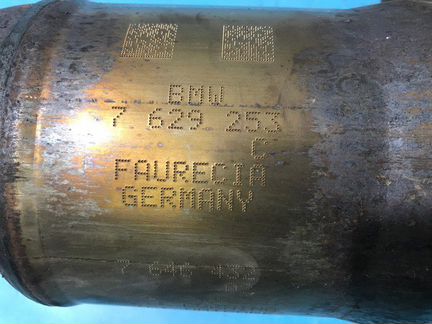 BMW
7 629 253
C
FAURECIA
GERMANY